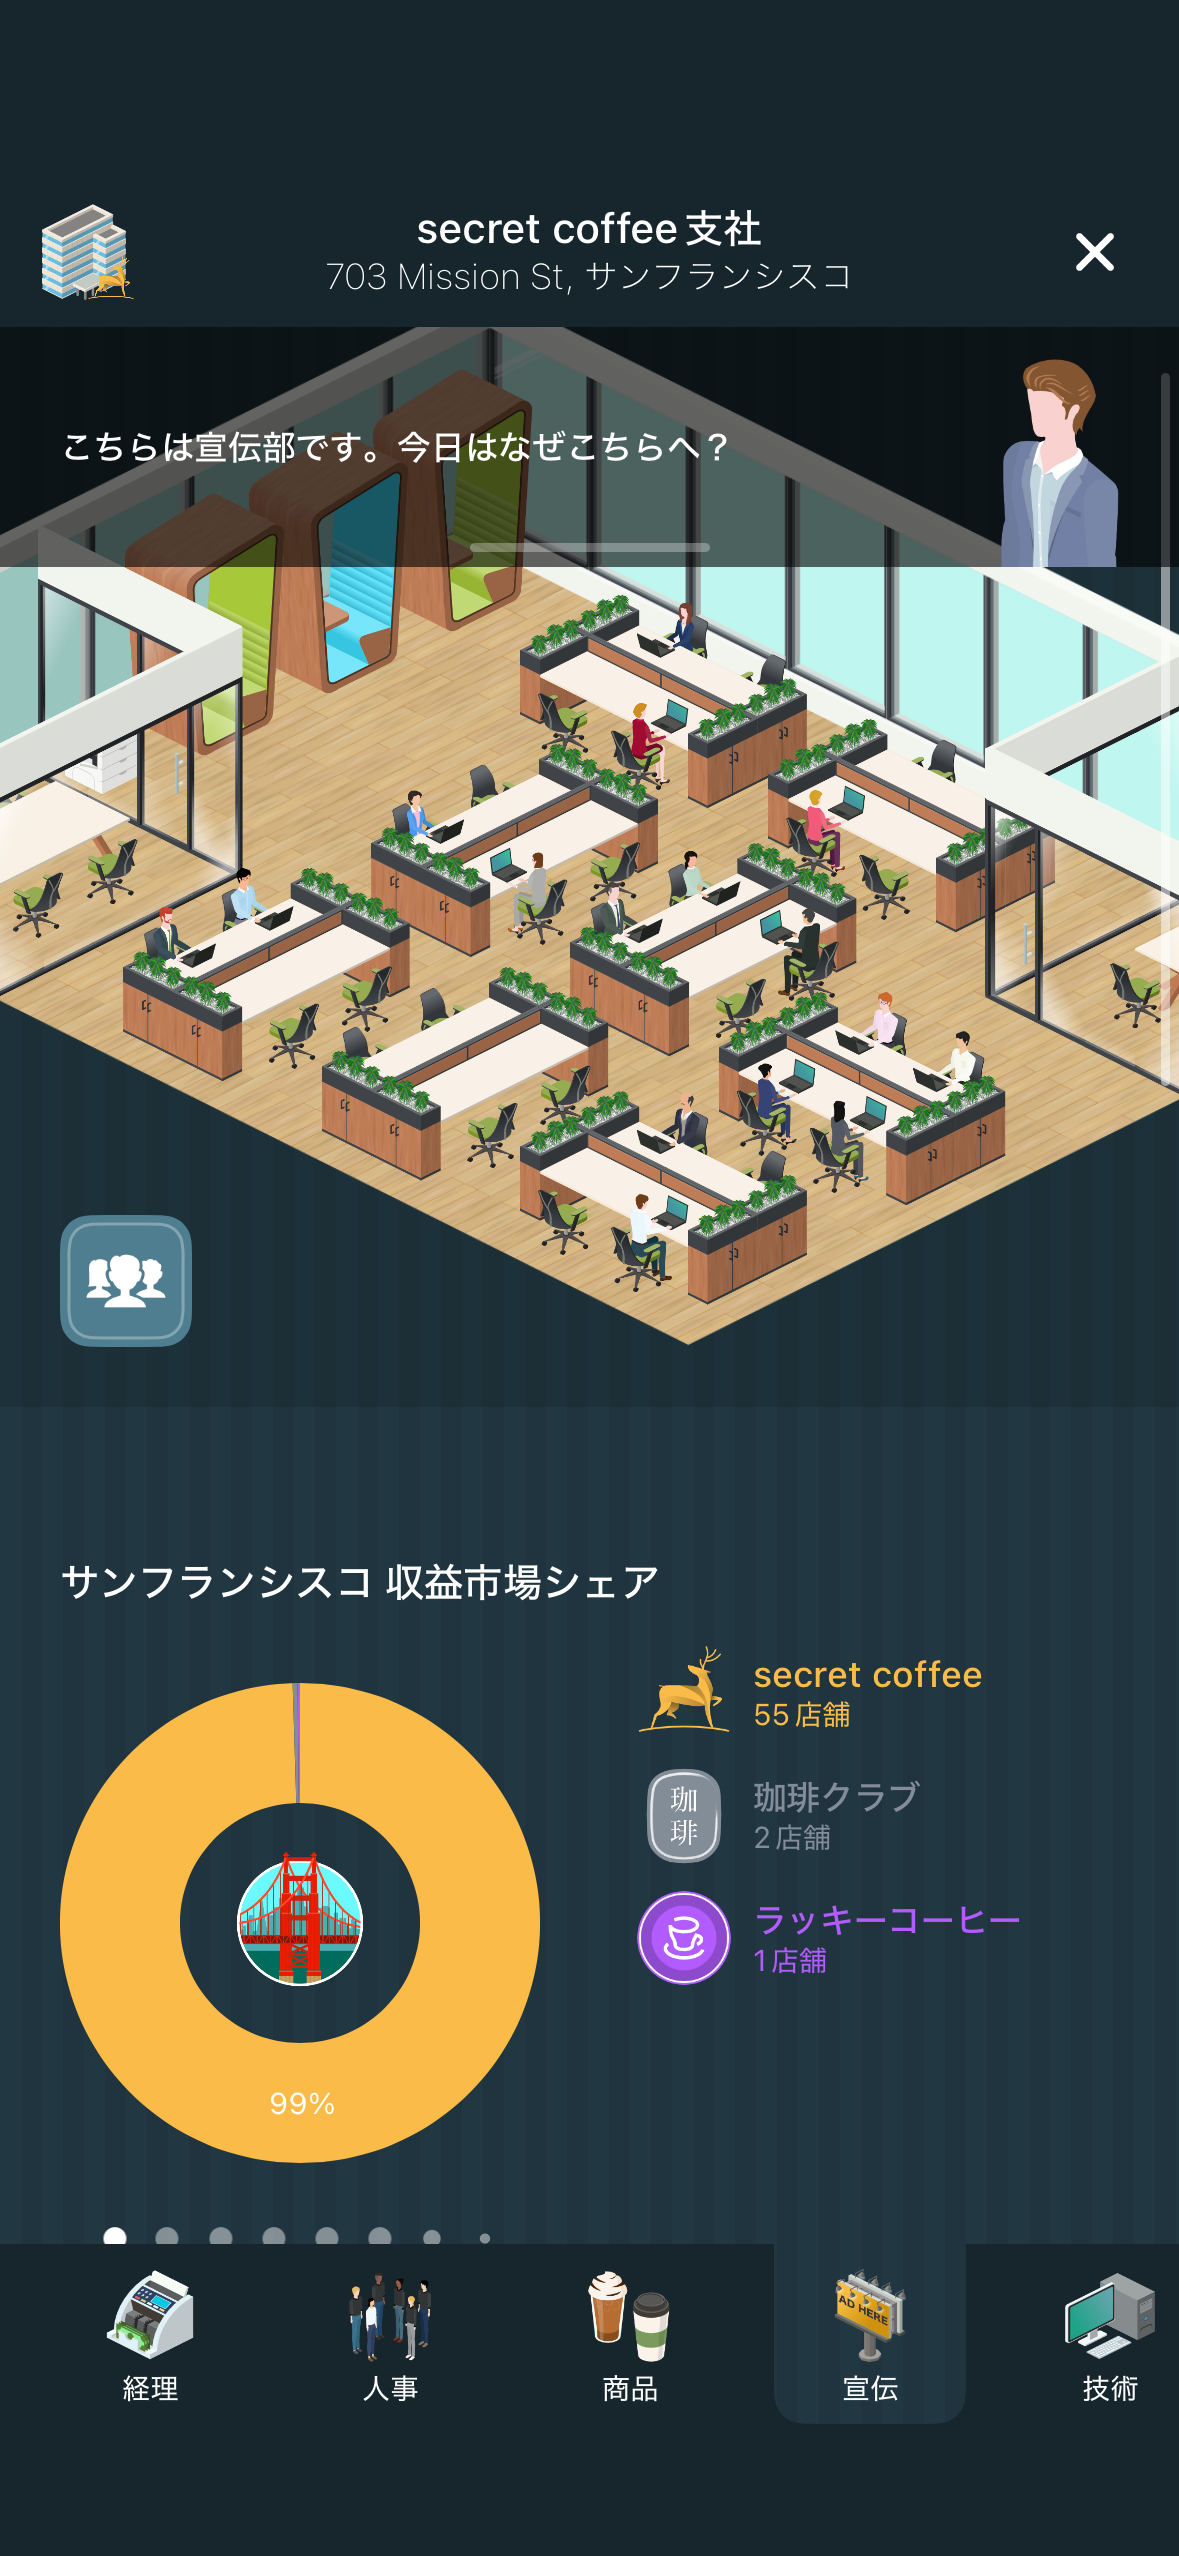 secret coffee 支社
703 Mission St, サンフランシスコ
こちらは宣伝部です。今日はなぜこちらへ？
サンフランシスコ 収益市場シェア
secret coffee
55 店舗
珈琲
珈琲クラブ
2 店舗
ラッキーコーヒー
1 店舗
99%
AD HERE
経理
人事
商品
宣伝
技術